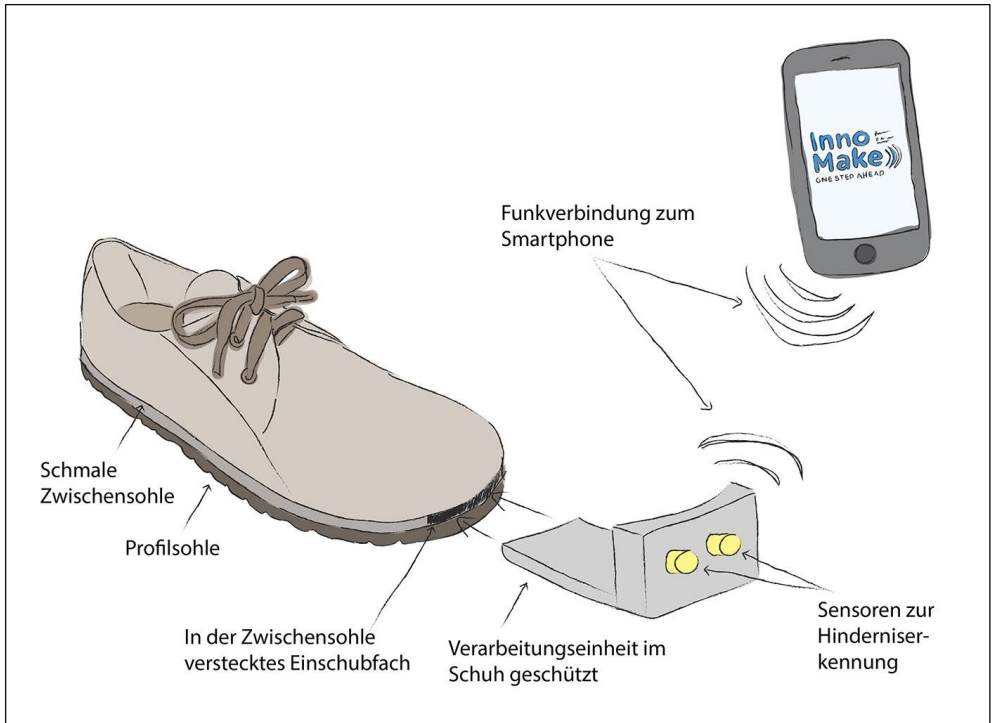 Inno
Make
ONE STEP AHEAD
Funkverbindung zum
Smartphone
Schmale
Zwischensohle
Profilsohle
In der Zwischensohle
verstecktes Einschubfach
Verarbeitungseinheit im
Schuh geschützt
Sensoren zur
Hinderniser-
kennung